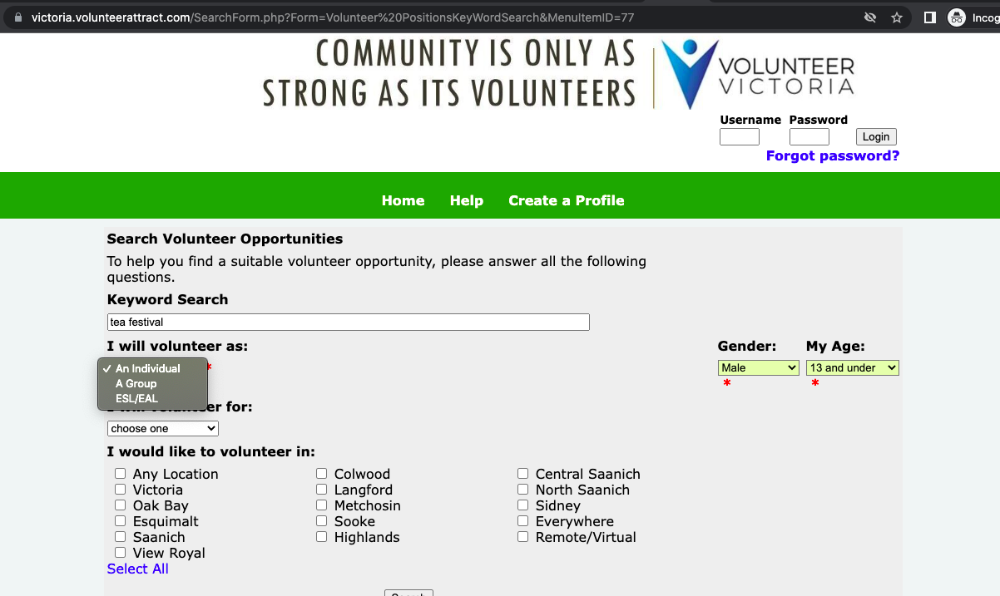 victoria.volunteerattract.com/SearchForm.php?Form=Volunteer%20PositionsKeyWordSearch&MenuItemID=77
Incog
COMMUNITY IS ONLY AS
STRONG AS ITS VOLUNTEERS
VOLUNTEER
VICTORIA
Username Password
Login
Forgot password?
Home Help Create a Profile
Search Volunteer Opportunities
To help you find a suitable volunteer opportunity, please answer all the following
questions.
Keyword Search
tea festival
I will volunteer as: Gender: My Age:
✓ An Individual * Male 13 and under
A Group * *
ESL/EAL
I will volunteer for:
choose one
I would like to volunteer in:
Any Location Colwood Central Saanich
Victoria Langford North Saanich
Oak Bay Metchosin Sidney
Esquimalt Sooke Everywhere
Saanich Highlands Remote/Virtual
View Royal
Select All
Search